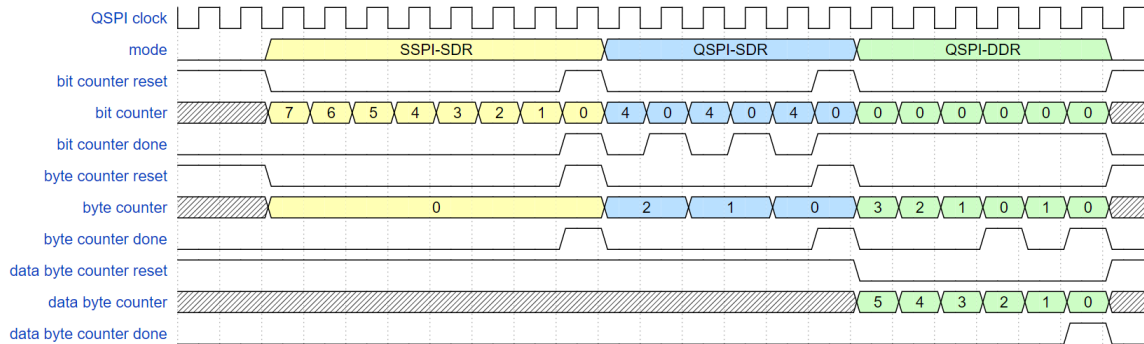 QSPI clock
mode SSPI-SDR QSPI-SDR QSPI-DDR
bit counter reset
bit counter 7 6 5 4 3 2 1 0 4 0 4 0 4 0 0 0 0 0 0 0
bit counter done
byte counter reset
byte counter 0 2 1 0 3 2 1 0 1 0
byte counter done
data byte counter reset
data byte counter 5 4 3 2 1 0
data byte counter done